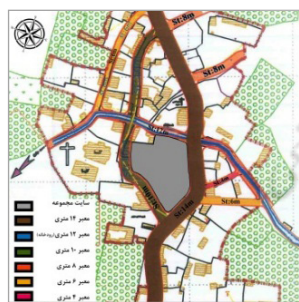 St:8m
St:8m
St:6m
St:14m
سایت مجموعه
معبر ۱۴ متری
معبر ۱۲ متری (رودخانه)
معبر ۱۰ متری
معبر ۸ متری
معبر ۶ متری
معبر ۴ متری